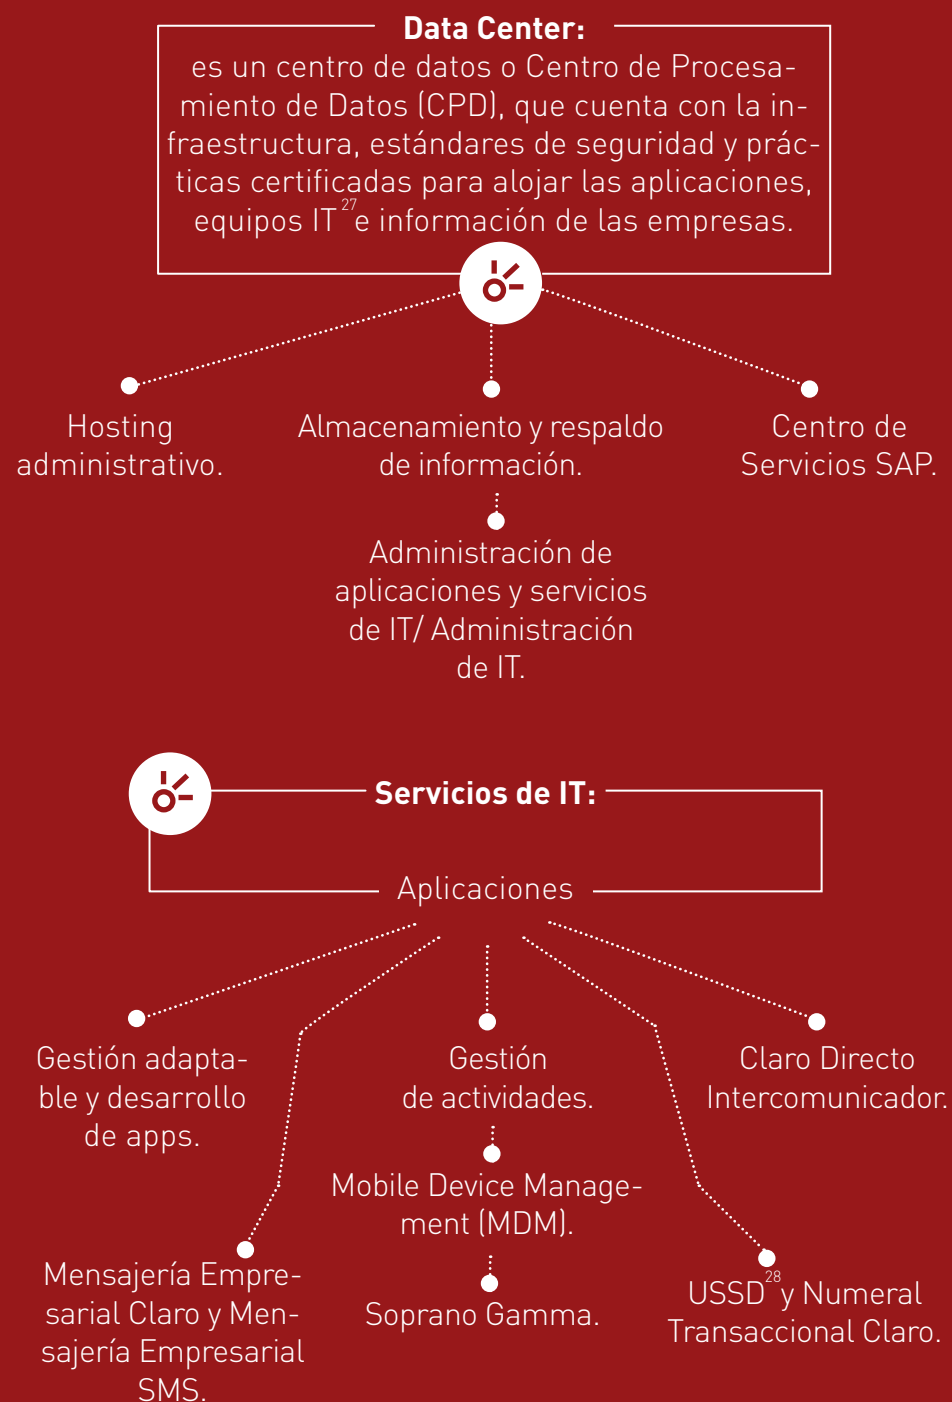 Data Center:
es un centro de datos o Centro de Procesa-
miento de Datos (CPD), que cuenta con la in-
fraestructura, estándares de seguridad y prác-
ticas certificadas para alojar las aplicaciones,
equipos IT 27 e información de las empresas.
Hosting
administrativo.
Almacenamiento y respaldo
de información.
Centro de
Servicios SAP.
Administración de
aplicaciones y servicios
de IT/ Administración
de IT.
Servicios de IT:
Aplicaciones
Gestión adapta-
ble y desarrollo
de apps.
Gestión
de actividades.
Claro Directo
Intercomunicador.
Mobile Device Manage-
ment (MDM).
Mensajería Empre-
sarial Claro y Men-
sajería Empresarial
SMS.
Soprano Gamma.
USSD 28 y Numeral
Transaccional Claro.